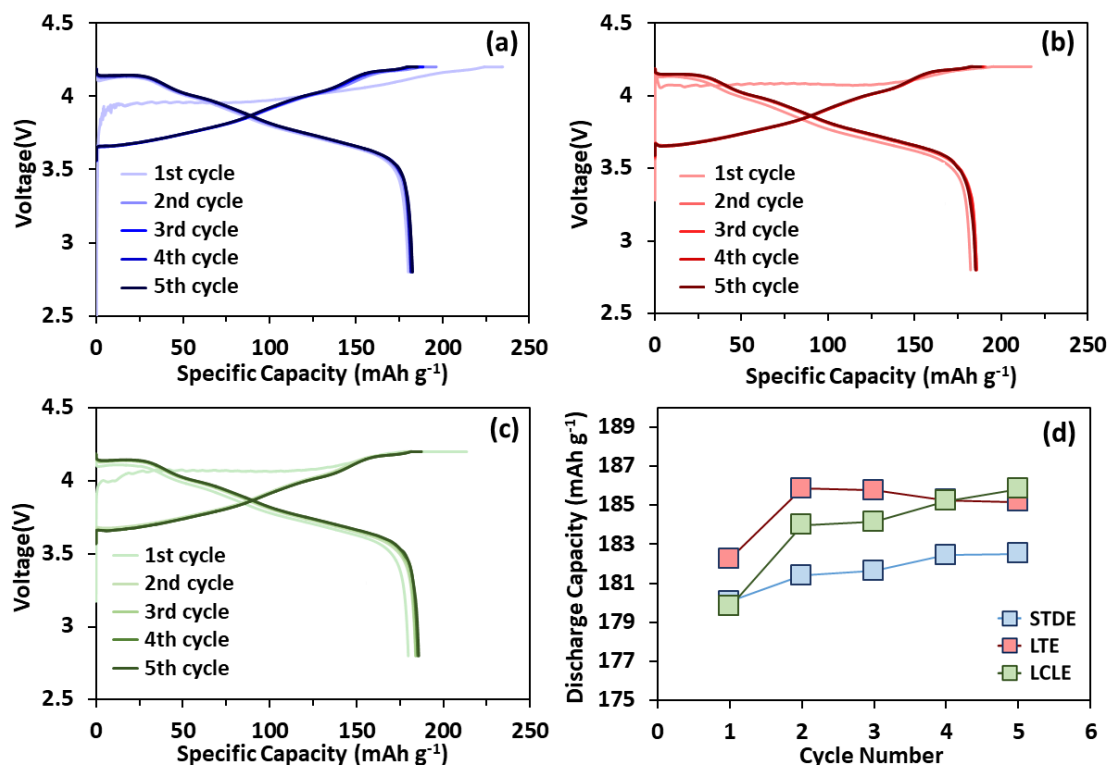 (a)
4.5
4
3.5
3
2.5
Voltage(V)
1st cycle
2nd cycle
3rd cycle
4th cycle
5th cycle
0 50 100 150 200 250
Specific Capacity (mAh g⁻¹)
(b)
4.5
4
3.5
3
2.5
Voltage(V)
1st cycle
2nd cycle
3rd cycle
4th cycle
5th cycle
0 50 100 150 200 250
Specific Capacity (mAh g⁻¹)
(c)
4.5
4
3.5
3
2.5
Voltage(V)
1st cycle
2nd cycle
3rd cycle
4th cycle
5th cycle
0 50 100 150 200 250
Specific Capacity (mAh g⁻¹)
(d)
189
187
185
183
181
179
177
175
Discharge Capacity (mAh g⁻¹)
STDE
LTE
LCLE
0 1 2 3 4 5 6
Cycle Number